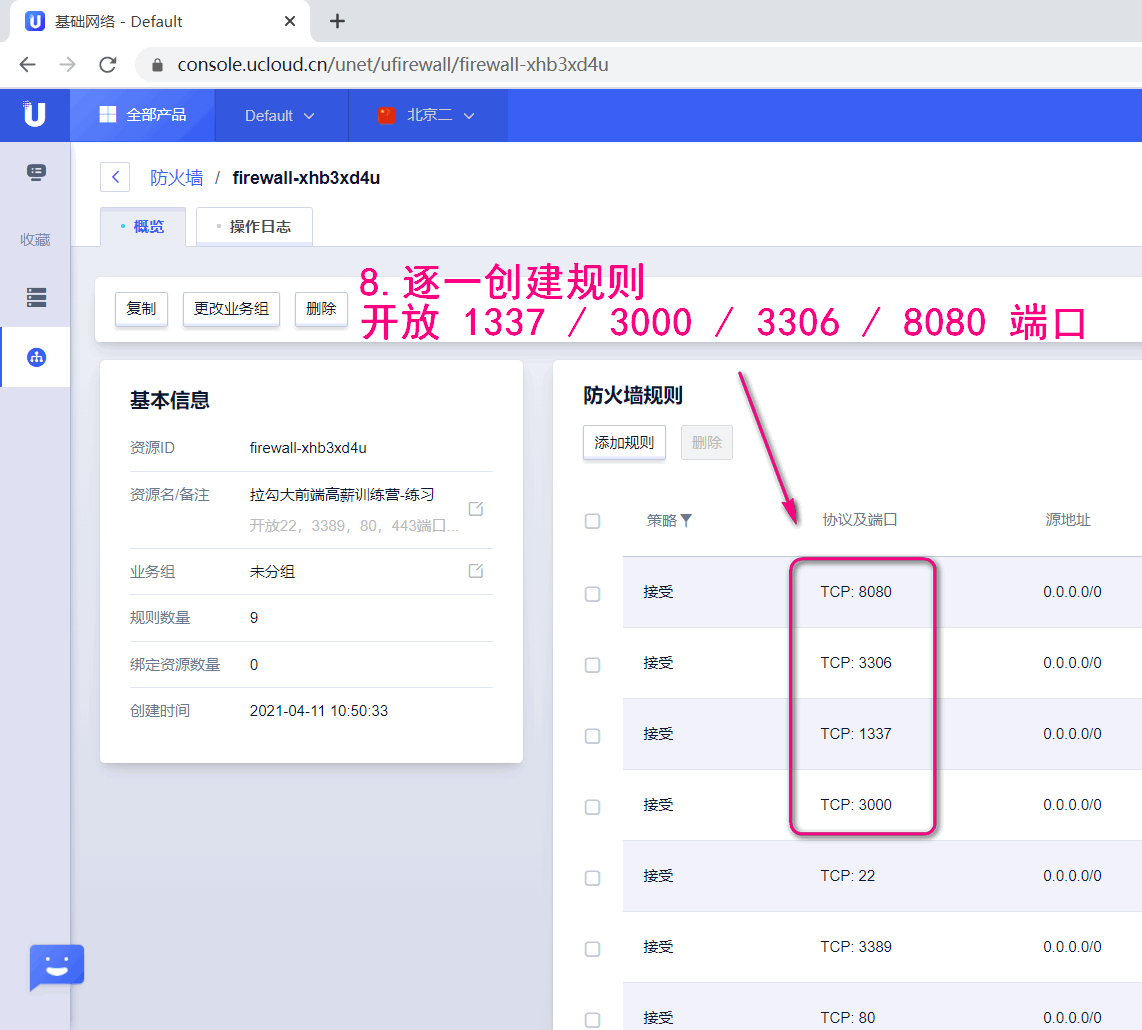 基础网络 - Default
console.ucloud.cn/unet/ufirewall/firewall-xhb3xd4u
U 全部产品 Default 北京二
防火墙 / firewall-xhb3xd4u
收藏
概览 操作日志
8. 逐一创建规则
复制 更改业务组 删除
开放 1337 / 3000 / 3306 / 8080 端口
基本信息
资源ID firewall-xhb3xd4u
资源名/备注 拉勾大前端高薪训练营-练习
开放22，3389，80，443端口...
业务组 未分组
规则数量 9
绑定资源数量 0
创建时间 2021-04-11 10:50:33
防火墙规则
添加规则 删除
策略 协议及端口 源地址
接受 TCP: 8080 0.0.0.0/0
接受 TCP: 3306 0.0.0.0/0
接受 TCP: 1337 0.0.0.0/0
接受 TCP: 3000 0.0.0.0/0
接受 TCP: 22 0.0.0.0/0
接受 TCP: 3389 0.0.0.0/0
接受 TCP: 80 0.0.0.0/0